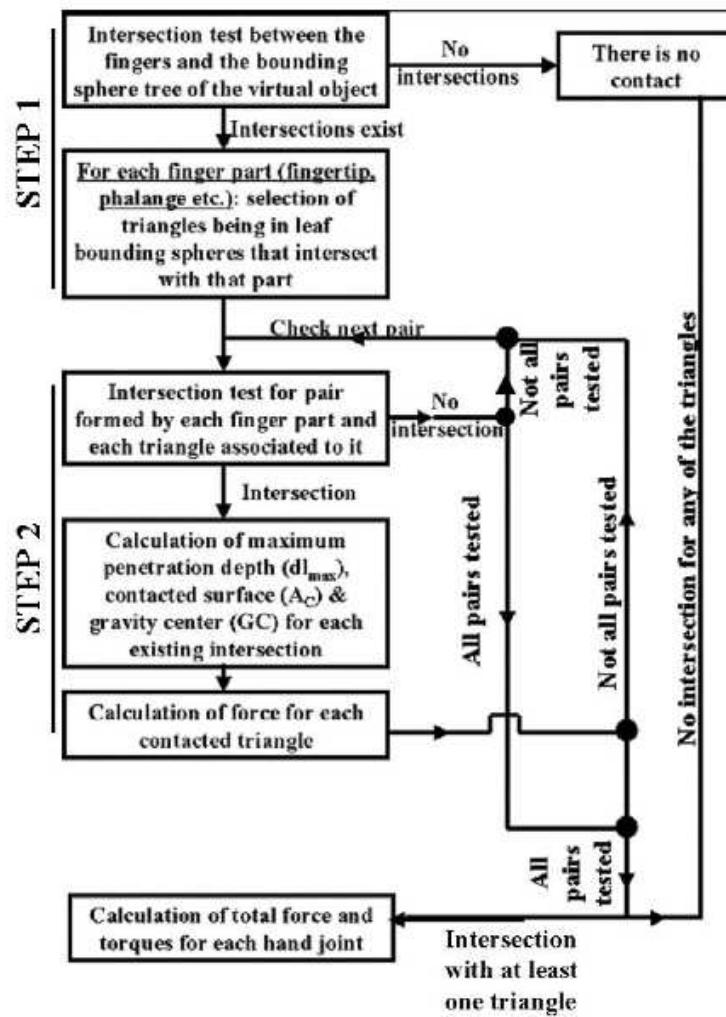 STEP 1
Intersection test between the
fingers and the bounding
sphere tree of the virtual object
No
intersections
There is no
contact
Intersections exist
For each finger part (fingertip,
phalange etc.): selection of
triangles being in leaf
bounding spheres that intersect
with that part
Check next pair
STEP 2
Intersection test for pair
formed by each finger part and
each triangle associated to it
No
intersection
Not all
pairs
tested
Intersection
Calculation of maximum
penetration depth (dlmax),
contacted surface (AC) &
gravity center (GC) for each
existing intersection
All pairs tested
Not all pairs tested
No intersection for any of the triangles
Calculation of force for each
contacted triangle
All
pairs
tested
Calculation of total force and
torques for each hand joint
Intersection
with at least
one triangle